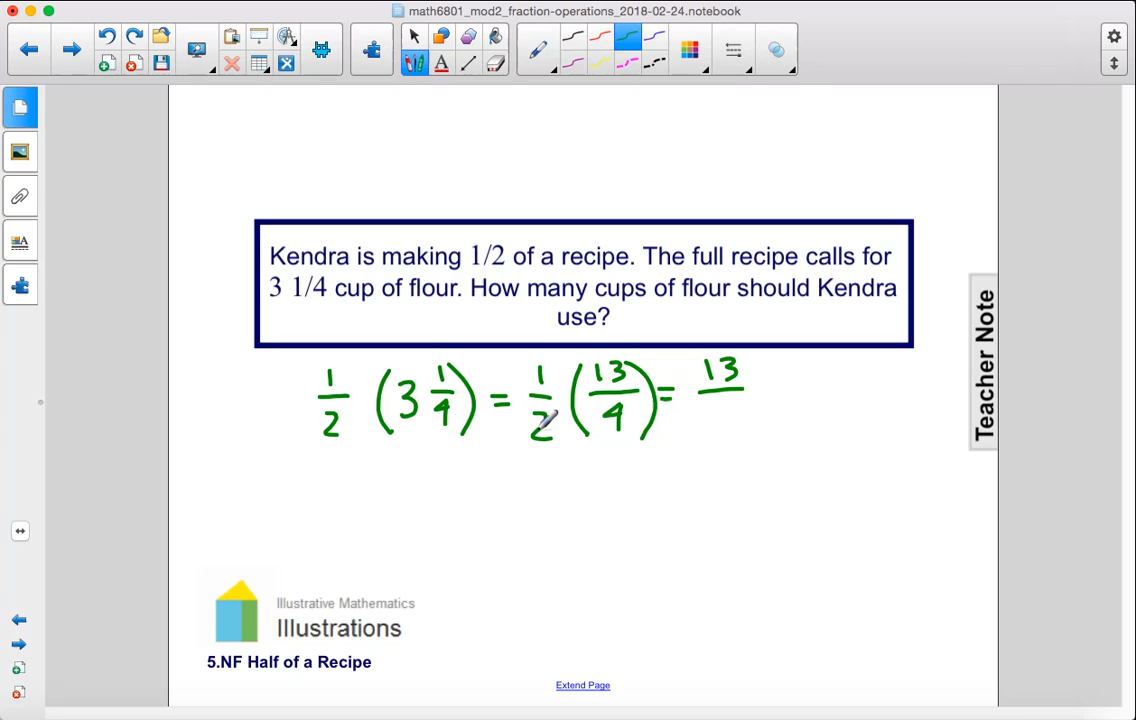 math6801_mod2_fraction-operations_2018-02-24.notebook
Kendra is making 1/2 of a recipe. The full recipe calls for
3 1/4 cup of flour. How many cups of flour should Kendra
use?
1/2 (3 1/4) = 1/2 (13/4) = 13/
Teacher Note
Illustrative Mathematics
Illustrations
5.NF Half of a Recipe
Extend Page